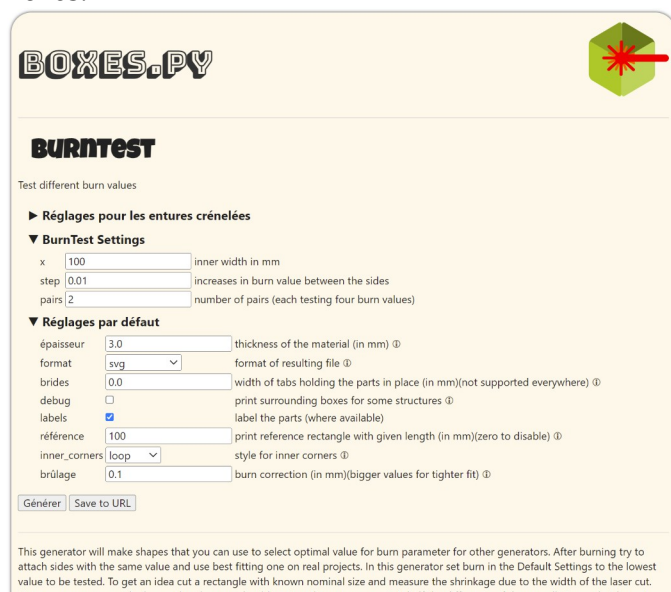 BOXES.PY
BURNTEST
Test different burn values
▶ Réglages pour les entures crénelées
▼ BurnTest Settings
x 100 inner width in mm
step 0.01 increases in burn value between the sides
pairs 2 number of pairs (each testing four burn values)
▼ Réglages par défaut
épaisseur 3.0 thickness of the material (in mm) ⓘ
format svg format of resulting file ⓘ
brides 0.0 width of tabs holding the parts in place (in mm)(not supported everywhere) ⓘ
debug print surrounding boxes for some structures ⓘ
labels label the parts (where available)
référence 100 print reference rectangle with given length (in mm)(zero to disable) ⓘ
inner_corners loop style for inner corners ⓘ
brûlage 0.1 burn correction (in mm)(bigger values for tighter fit) ⓘ
Générer Save to URL
This generator will make shapes that you can use to select optimal value for burn parameter for other generators. After burning try to
attach sides with the same value and use best fitting one on real projects. In this generator set burn in the Default Settings to the lowest
value to be tested. To get an idea cut a rectangle with known nominal size and measure the shrinkage due to the width of the laser cut.